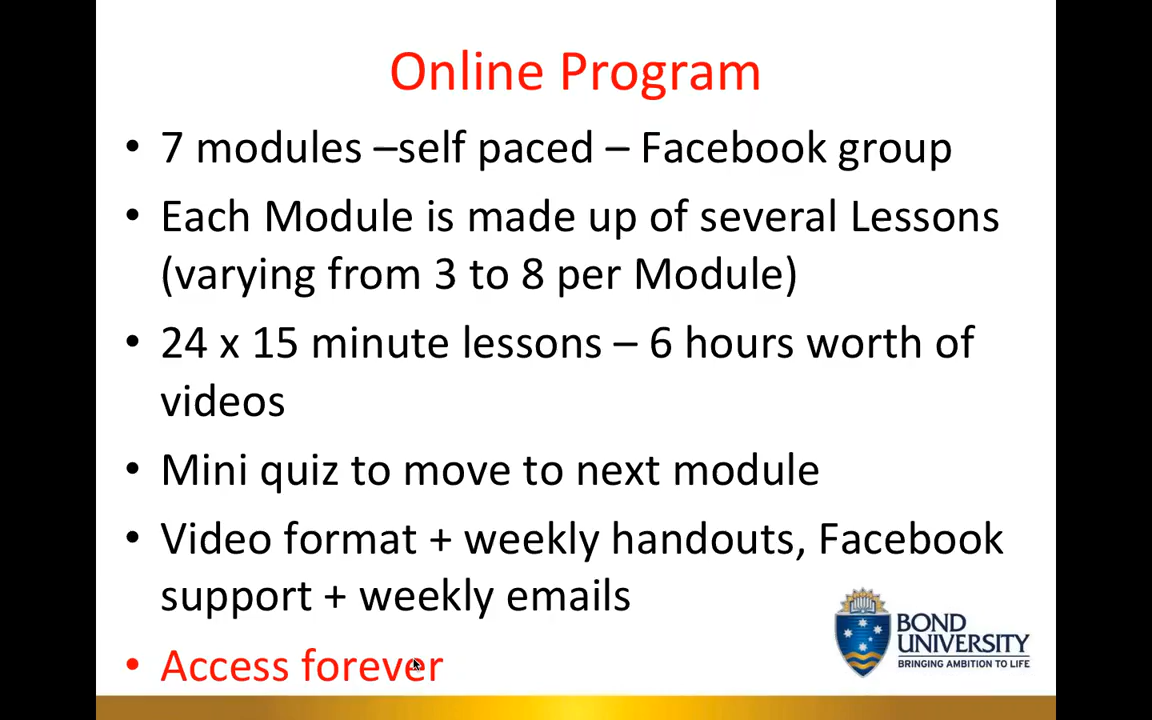 Online Program
• 7 modules –self paced – Facebook group
• Each Module is made up of several Lessons
(varying from 3 to 8 per Module)
• 24 x 15 minute lessons – 6 hours worth of
videos
• Mini quiz to move to next module
• Video format + weekly handouts, Facebook
support + weekly emails
• Access forever
BOND
UNIVERSITY
BRINGING AMBITION TO LIFE